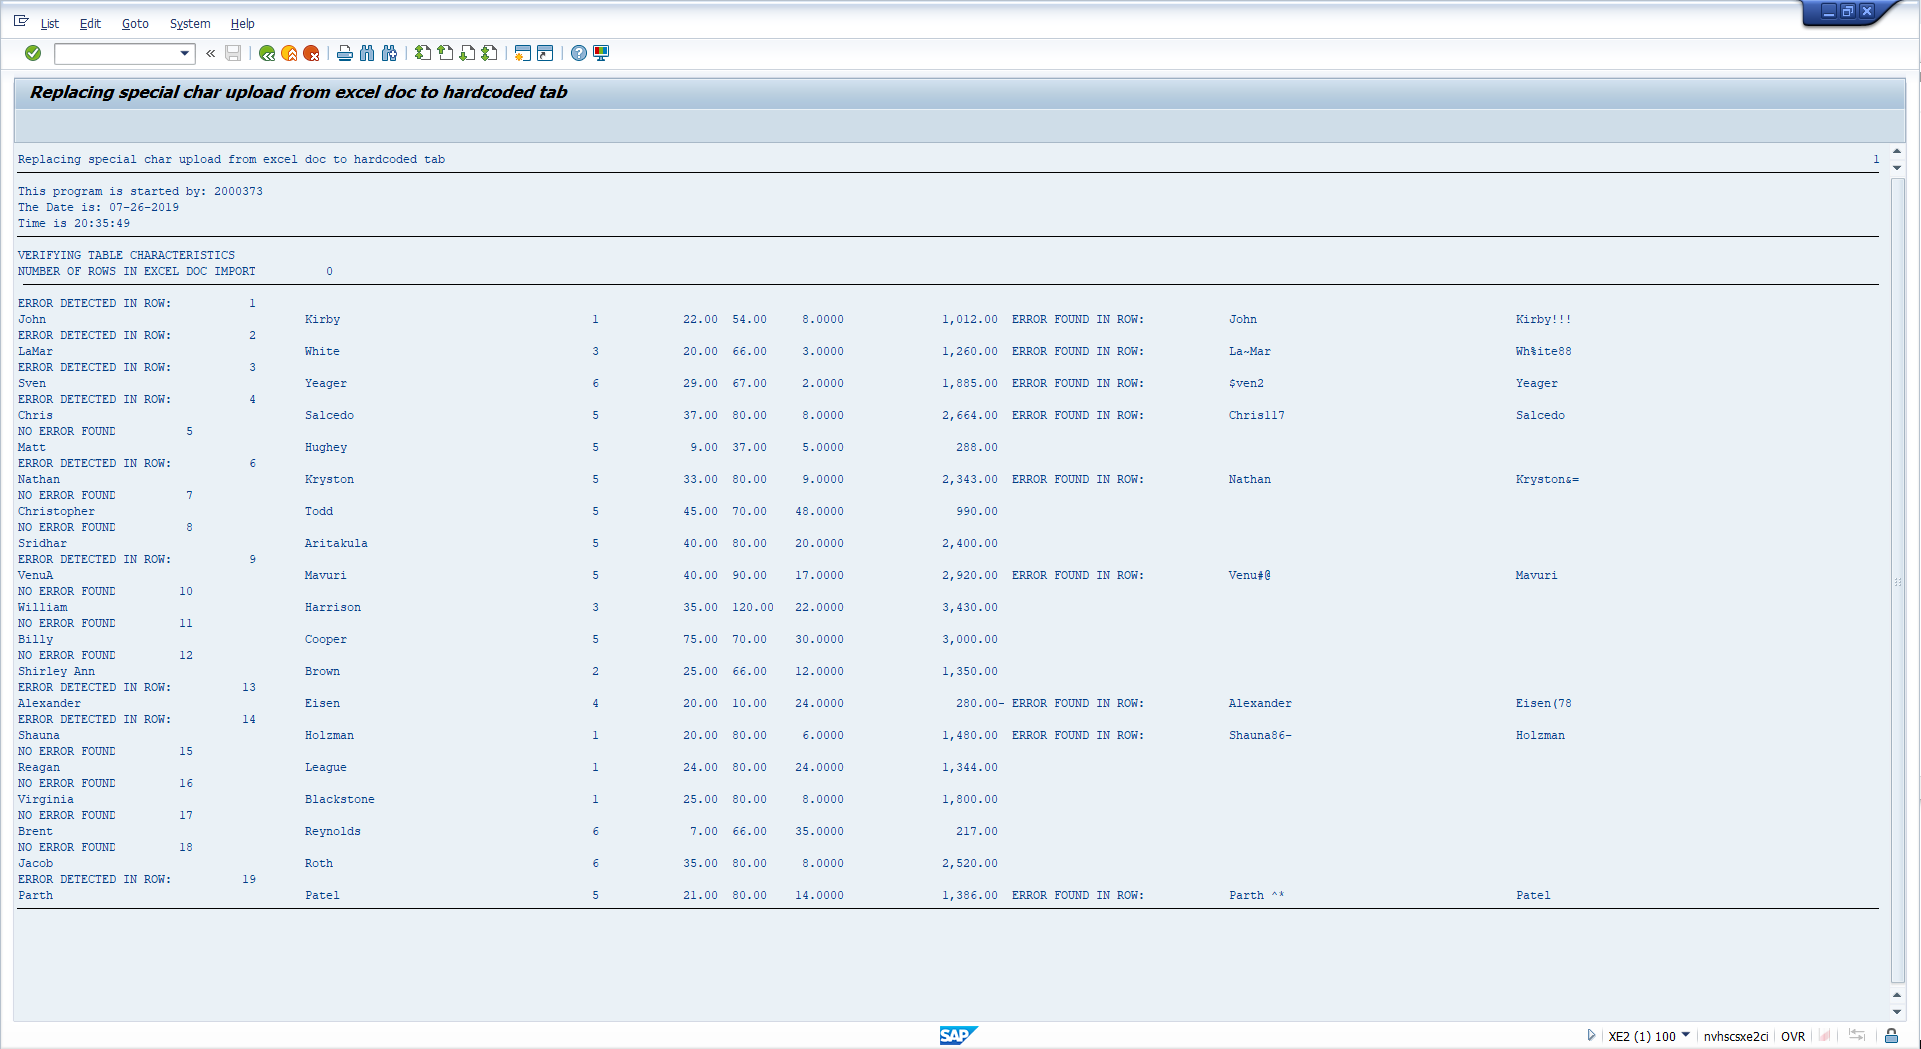 List Edit Goto System Help
Replacing special char upload from excel doc to hardcoded tab
Replacing special char upload from excel doc to hardcoded tab 1
This program is started by: 2000373
The Date is: 07-26-2019
Time is 20:35:49
VERIFYING TABLE CHARACTERISTICS
NUMBER OF ROWS IN EXCEL DOC IMPORT 0
ERROR DETECTED IN ROW: 1
John Kirby 1 22.00 54.00 8.0000 1,012.00 ERROR FOUND IN ROW: John Kirby!!!
ERROR DETECTED IN ROW: 2
LaMar White 3 20.00 66.00 3.0000 1,260.00 ERROR FOUND IN ROW: La~Mar Wh%ite88
ERROR DETECTED IN ROW: 3
Sven Yeager 6 29.00 67.00 2.0000 1,885.00 ERROR FOUND IN ROW: $ven2 Yeager
ERROR DETECTED IN ROW: 4
Chris Salcedo 5 37.00 80.00 8.0000 2,664.00 ERROR FOUND IN ROW: Chris117 Salcedo
NO ERROR FOUND 5
Matt Hughey 5 9.00 37.00 5.0000 288.00
ERROR DETECTED IN ROW: 6
Nathan Kryston 5 33.00 80.00 9.0000 2,343.00 ERROR FOUND IN ROW: Nathan Kryston&=
NO ERROR FOUND 7
Christopher Todd 5 45.00 70.00 48.0000 990.00
NO ERROR FOUND 8
Sridhar Aritakula 5 40.00 80.00 20.0000 2,400.00
ERROR DETECTED IN ROW: 9
VenuA Mavuri 5 40.00 90.00 17.0000 2,920.00 ERROR FOUND IN ROW: Venu#@ Mavuri
NO ERROR FOUND 10
William Harrison 3 35.00 120.00 22.0000 3,430.00
NO ERROR FOUND 11
Billy Cooper 5 75.00 70.00 30.0000 3,000.00
NO ERROR FOUND 12
Shirley Ann Brown 2 25.00 66.00 12.0000 1,350.00
ERROR DETECTED IN ROW: 13
Alexander Eisen 4 20.00 10.00 24.0000 280.00- ERROR FOUND IN ROW: Alexander Eisen(78
ERROR DETECTED IN ROW: 14
Shauna Holzman 1 20.00 80.00 6.0000 1,480.00 ERROR FOUND IN ROW: Shauna86- Holzman
NO ERROR FOUND 15
Reagan League 1 24.00 80.00 24.0000 1,344.00
NO ERROR FOUND 16
Virginia Blackstone 1 25.00 80.00 8.0000 1,800.00
NO ERROR FOUND 17
Brent Reynolds 6 7.00 66.00 35.0000 217.00
NO ERROR FOUND 18
Jacob Roth 6 35.00 80.00 8.0000 2,520.00
ERROR DETECTED IN ROW: 19
Parth Patel 5 21.00 80.00 14.0000 1,386.00 ERROR FOUND IN ROW: Parth ^* Patel
SAP XE2 (1) 100 nvhscsxe2ci OVR